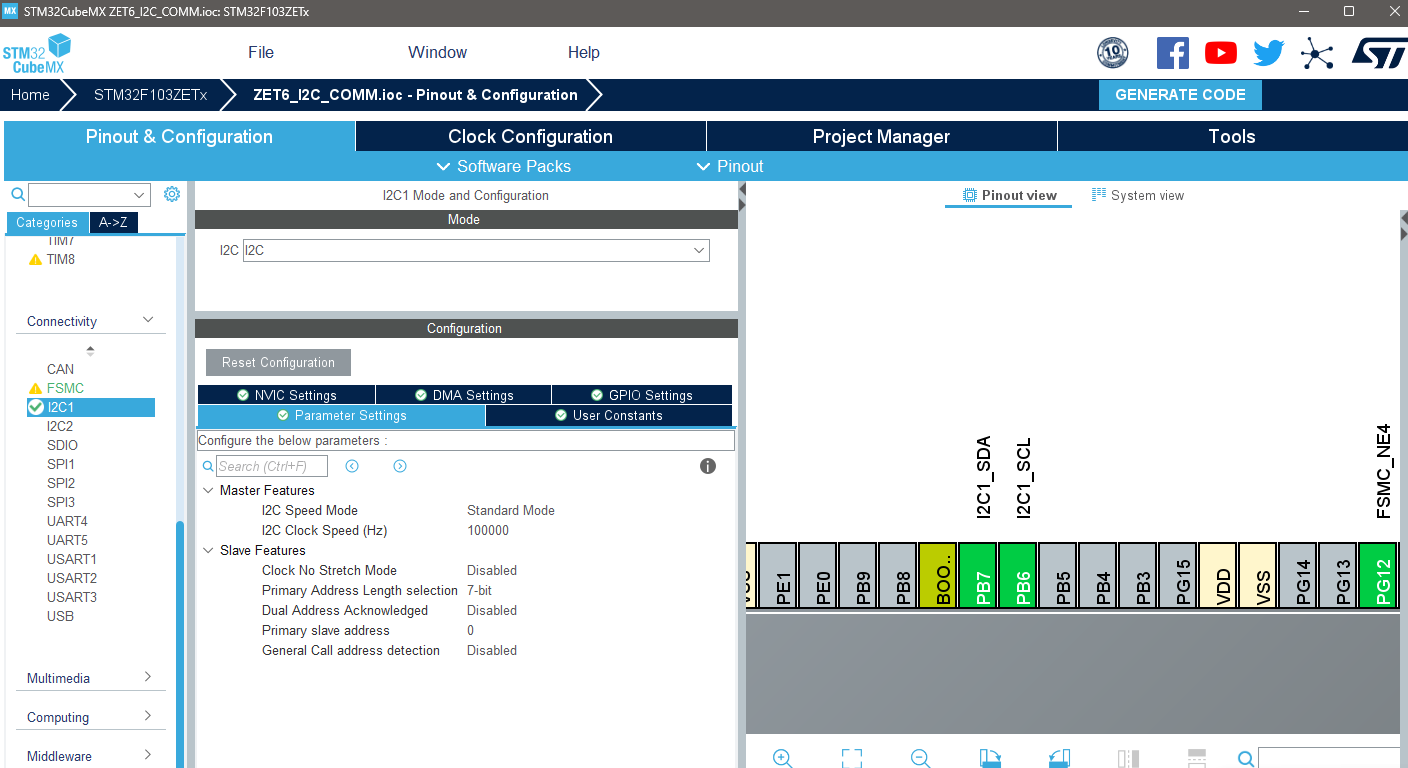 MX STM32CubeMX ZET6_I2C_COMM.ioc: STM32F103ZETx
STM32
CubeMX
File
Window
Help
10
Home
STM32F103ZETx
ZET6_I2C_COMM.ioc - Pinout & Configuration
GENERATE CODE
Pinout & Configuration
Clock Configuration
Project Manager
Tools
Software Packs
Pinout
Categories
A->Z
TIM7
TIM8
Connectivity
CAN
FSMC
I2C1
I2C2
SDIO
SPI1
SPI2
SPI3
UART4
UART5
USART1
USART2
USART3
USB
Multimedia
Computing
Middleware
I2C1 Mode and Configuration
Mode
I2C I2C
Configuration
Reset Configuration
NVIC Settings
DMA Settings
GPIO Settings
Parameter Settings
User Constants
Configure the below parameters :
Search (Ctrl+F)
Master Features
I2C Speed Mode Standard Mode
I2C Clock Speed (Hz) 100000
Slave Features
Clock No Stretch Mode Disabled
Primary Address Length selection 7-bit
Dual Address Acknowledged Disabled
Primary slave address 0
General Call address detection Disabled
Pinout view
System view
I2C1_SDA
I2C1_SCL
FSMC_NE4
PE1
PE0
PB9
PB8
BOO..
PB7
PB6
PB5
PB4
PB3
PG15
VDD
VSS
PG14
PG13
PG12